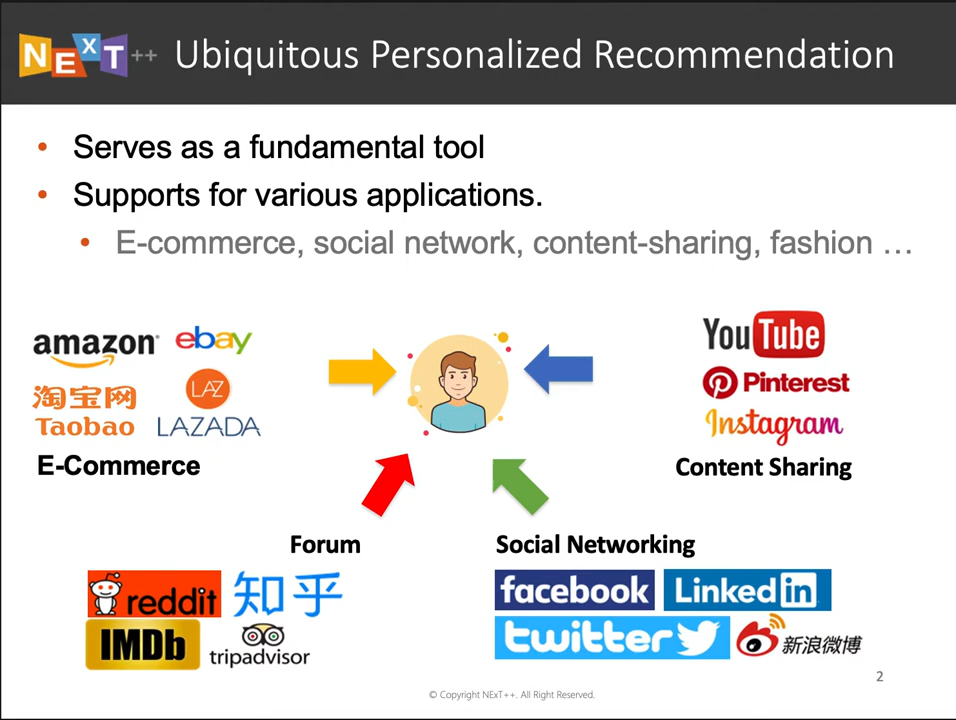 NExT++ Ubiquitous Personalized Recommendation
• Serves as a fundamental tool
• Supports for various applications.
• E-commerce, social network, content-sharing, fashion …
amazon ebay
淘宝网 LAZ
Taobao LAZADA
E-Commerce
YouTube
Pinterest
Instagram
Content Sharing
Forum
reddit 知乎
IMDb tripadvisor
Social Networking
facebook Linked in
twitter 新浪微博
2
© Copyright NExT++. All Right Reserved.